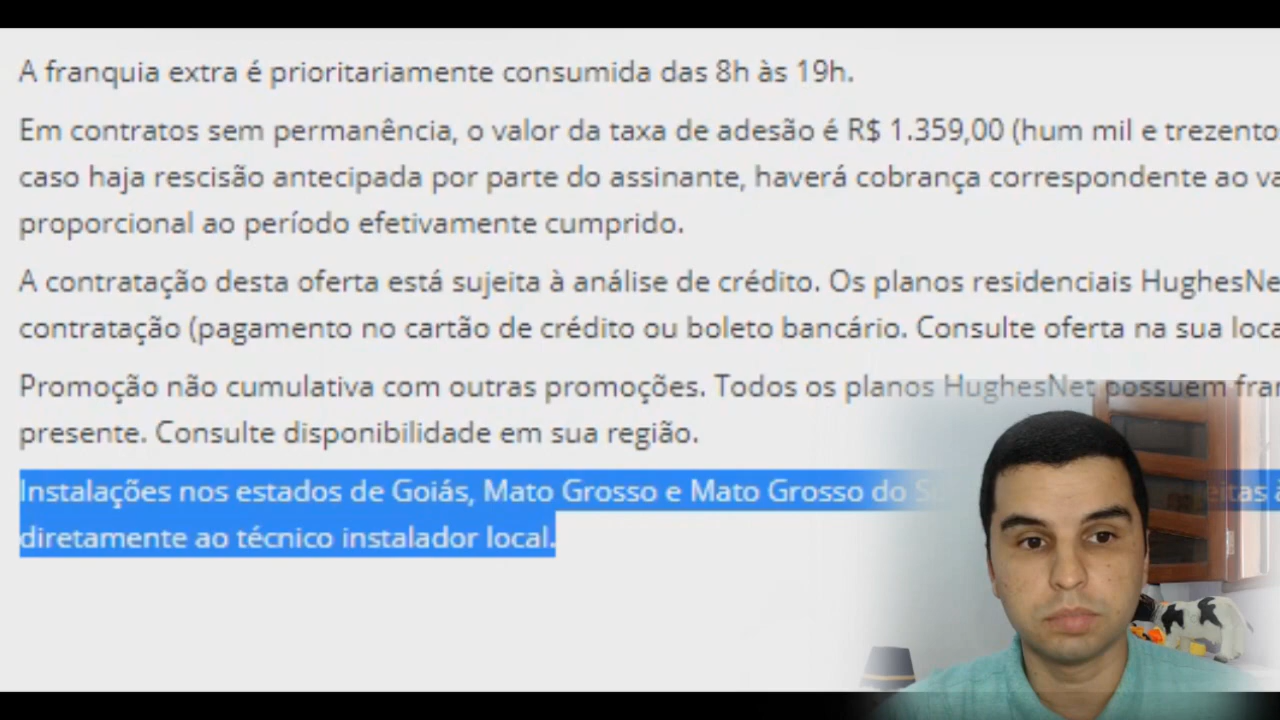 A franquia extra é prioritariamente consumida das 8h às 19h.
Em contratos sem permanência, o valor da taxa de adesão é R$ 1.359,00 (hum mil e trezento
caso haja rescisão antecipada por parte do assinante, haverá cobrança correspondente ao va
proporcional ao período efetivamente cumprido.
A contratação desta oferta está sujeita à análise de crédito. Os planos residenciais HughesNe
contratação (pagamento no cartão de crédito ou boleto bancário. Consulte oferta na sua loca
Promoção não cumulativa com outras promoções. Todos os planos HughesNet possuem fran
presente. Consulte disponibilidade em sua região.
Instalações nos estados de Goiás, Mato Grosso e Mato Grosso do
diretamente ao técnico instalador local.